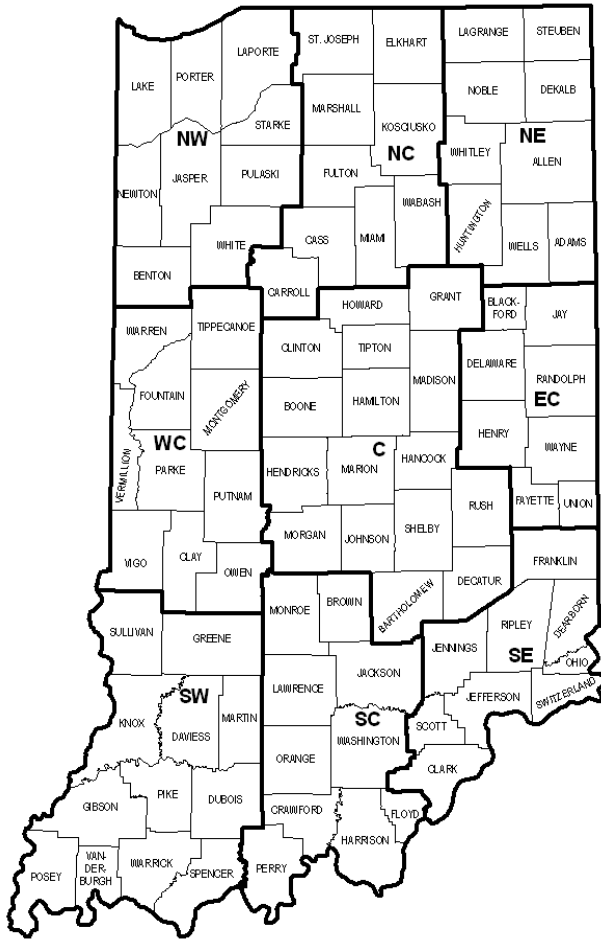 ST. JOSEPH
ELKHART
LAGRANGE
STEUBEN
LAPORTE
PORTER
LAKE
NOBLE
DEKALB
MARSHALL
STARKE
KOSCIUSKO
NW
NC
NE
WHITLEY
ALLEN
JASPER
PULASKI
FULTON
NEWTON
WABASH
HUNTINGTON
WHITE
CASS
MIAMI
WELLS
ADAMS
BENTON
CARROLL
GRANT
HOWARD
BLACK-
FORD
JAY
WARREN
TIPPECANOE
CLINTON
TIPTON
DELAWARE
MADISON
RANDOLPH
FOUNTAIN
MONTGOMERY
BOONE
HAMILTON
EC
HENRY
WAYNE
WC
C
VERMILLION
PARKE
HENDRICKS
MARION
HANCOCK
PUTNAM
RUSH
FAYETTE
UNION
MORGAN
JOHNSON
SHELBY
VIGO
CLAY
OWEN
FRANKLIN
DECATUR
BARTHOLOMEW
MONROE
BROWN
RIPLEY
DEARBORN
SULLIVAN
GREENE
JENNINGS
SE
OHIO
JACKSON
LAWRENCE
SW
JEFFERSON
SWITZERLAND
KNOX
DAVIESS
MARTIN
SC
SCOTT
WASHINGTON
ORANGE
CLARK
PIKE
DUBOIS
GIBSON
CRAWFORD
FLOYD
HARRISON
POSEY
VAN-
DER-
BURGH
WARRICK
SPENCER
PERRY